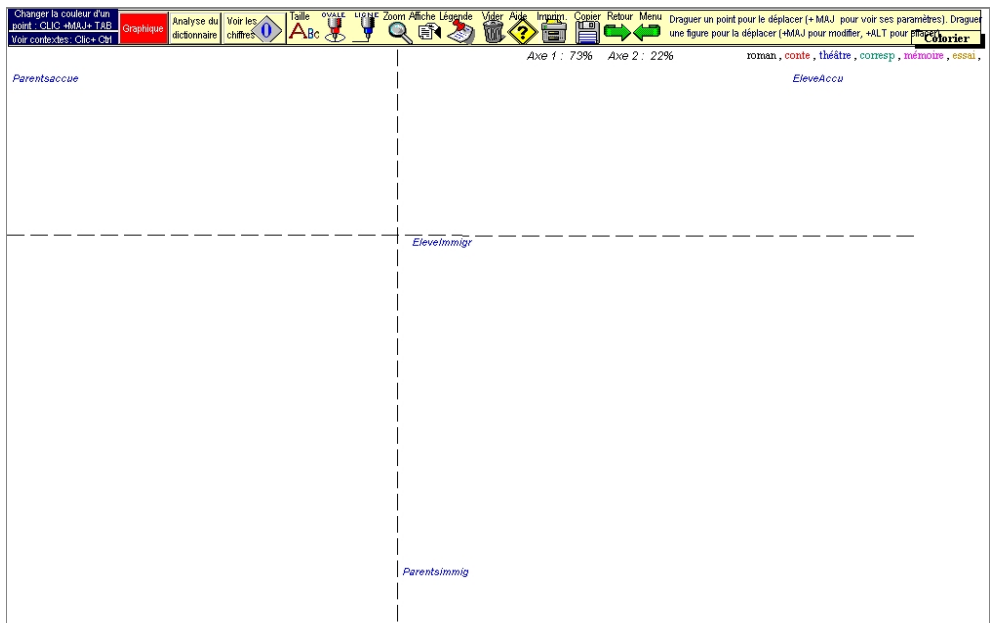 Changer la couleur d'un
point : CLIC +MAJ+ TAB
Voir contextes: Clic+ Ctrl
Graphique
Analyse du
dictionnaire
Voir les
chiffres
0
Taille
ABc
OVALE
LIGNE
Zoom
Affiche
Légende
Vider
Aide
?
Imprim.
Copier
Retour
Menu
Draguer un point pour le déplacer (+ MAJ pour voir ses paramètres). Draguer
une figure pour la déplacer (+MAJ pour modifier, +ALT pour effacer)
Colorier
Axe 1 : 73% Axe 2 : 22%
roman , conte , théâtre , corresp , mémoire , essai ,
Parentsaccue
EleveAccu
EleveImmigr
Parentsimmig